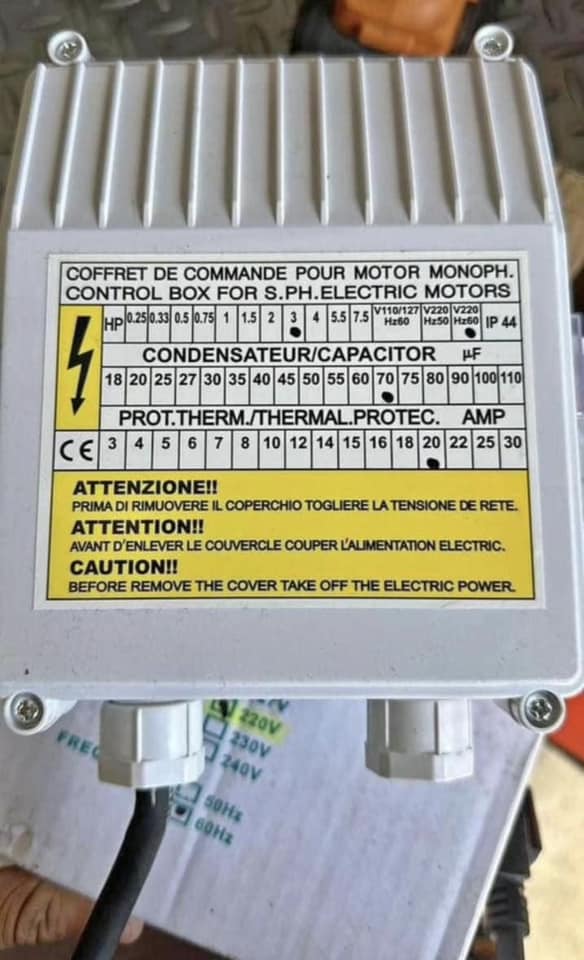 COFFRET DE COMMANDE POUR MOTOR MONOPH.
CONTROL BOX FOR S.PH.ELECTRIC MOTORS
HP 0.25 0.33 0.5 0.75 1 1.5 2 3 4 5.5 7.5 V110/127 Hz60 V220 Hz50 V220 Hz60 IP 44
CONDENSATEUR/CAPACITOR µF
18 20 25 27 30 35 40 45 50 55 60 70 75 80 90 100 110
PROT.THERM./THERMAL.PROTEC. AMP
CE 3 4 5 6 7 8 10 12 14 15 16 18 20 22 25 30
ATTENZIONE!!
PRIMA DI RIMUOVERE IL COPERCHIO TOGLIERE LA TENSIONE DE RETE.
ATTENTION!!
AVANT D'ENLEVER LE COUVERCLE COUPER L'ALIMENTATION ELECTRIC.
CAUTION!!
BEFORE REMOVE THE COVER TAKE OFF THE ELECTRIC POWER.
220V
230V
240V
50Hz
60Hz